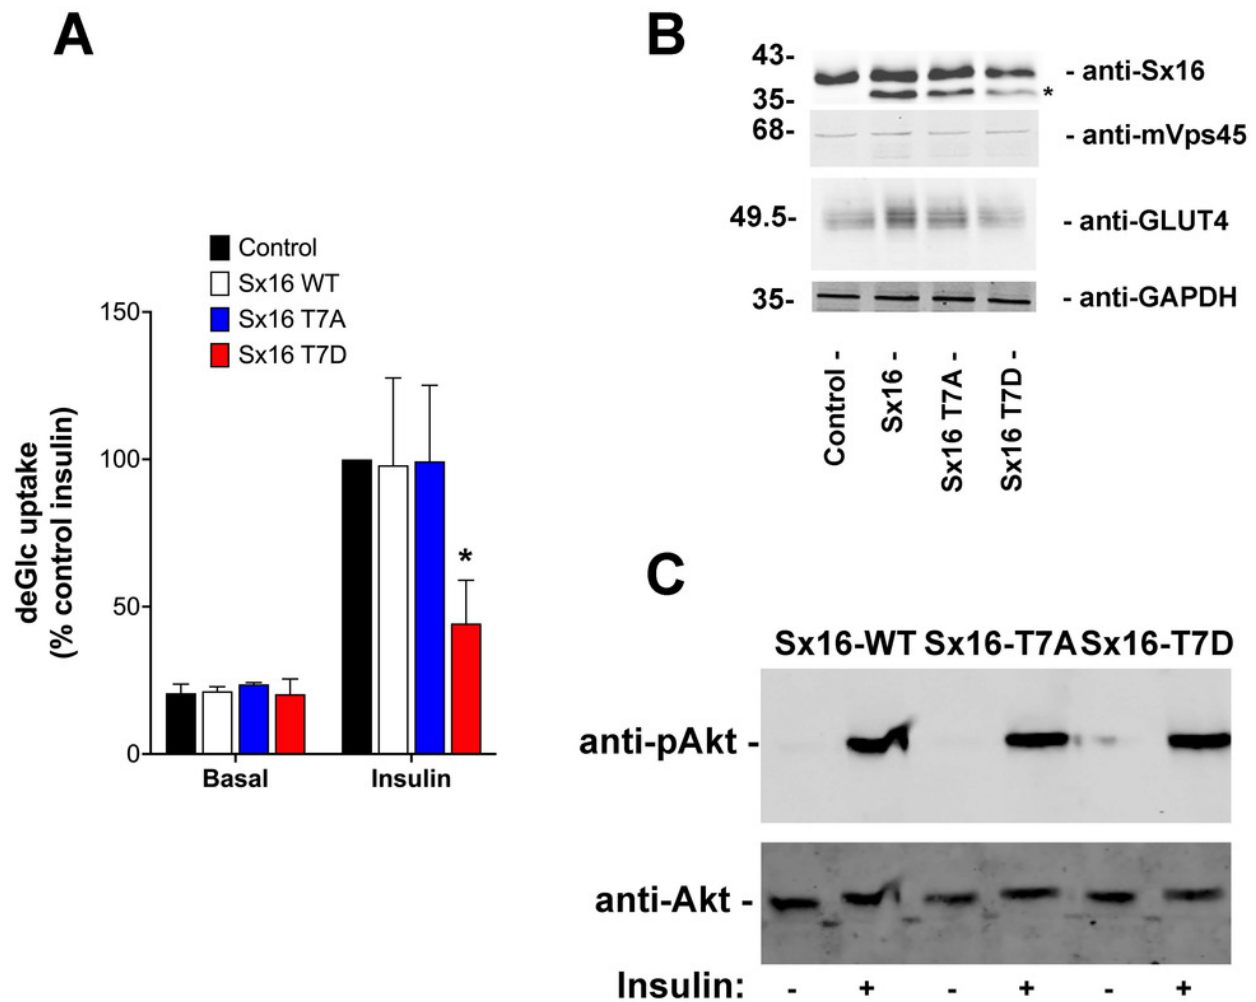 A
Control
Sx16 WT
Sx16 T7A
Sx16 T7D
deGlc uptake
(% control insulin)
150
100
50
0
*
Basal
Insulin
B
43-
35-
68-
49.5-
35-
- anti-Sx16
*
- anti-mVps45
- anti-GLUT4
- anti-GAPDH
Control -
Sx16 -
Sx16 T7A -
Sx16 T7D -
C
Sx16-WT Sx16-T7A Sx16-T7D
anti-pAkt -
anti-Akt -
Insulin: - + - + - +